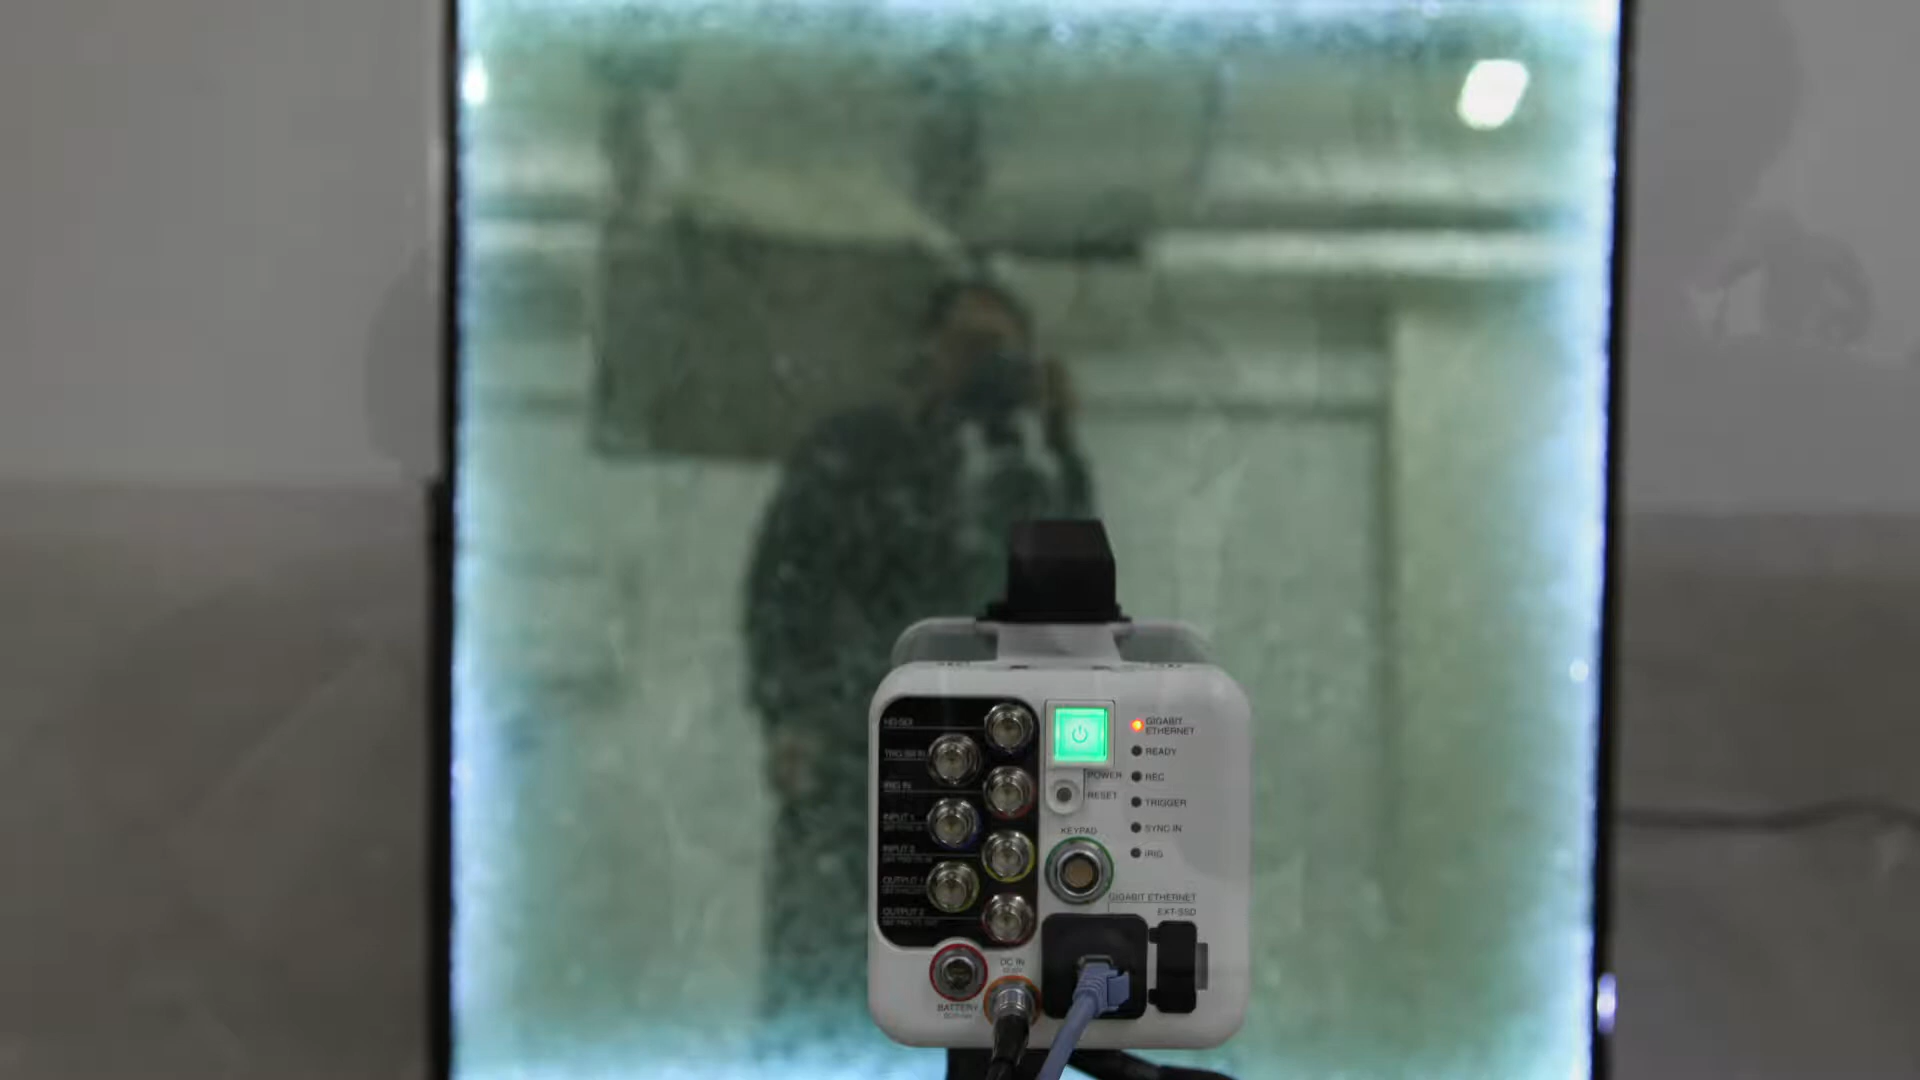 HD-SDI
TRIG SW IN
IRIG IN
INPUT 1
INPUT 2
OUTPUT 1
OUTPUT 2
POWER
RESET
KEYPAD
GIGABIT
ETHERNET
READY
REC
TRIGGER
SYNC IN
IRIG
GIGABIT ETHERNET
EXT-SSD
DC IN
BATTERY